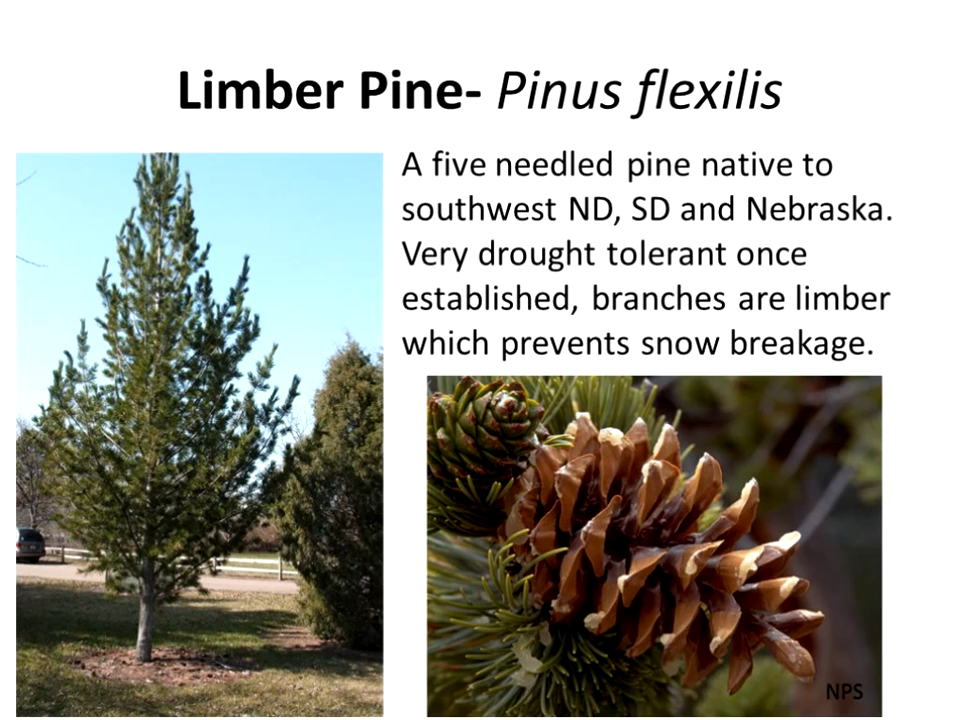 Limber Pine- Pinus flexilis
A five needled pine native to
southwest ND, SD and Nebraska.
Very drought tolerant once
established, branches are limber
which prevents snow breakage.
NPS